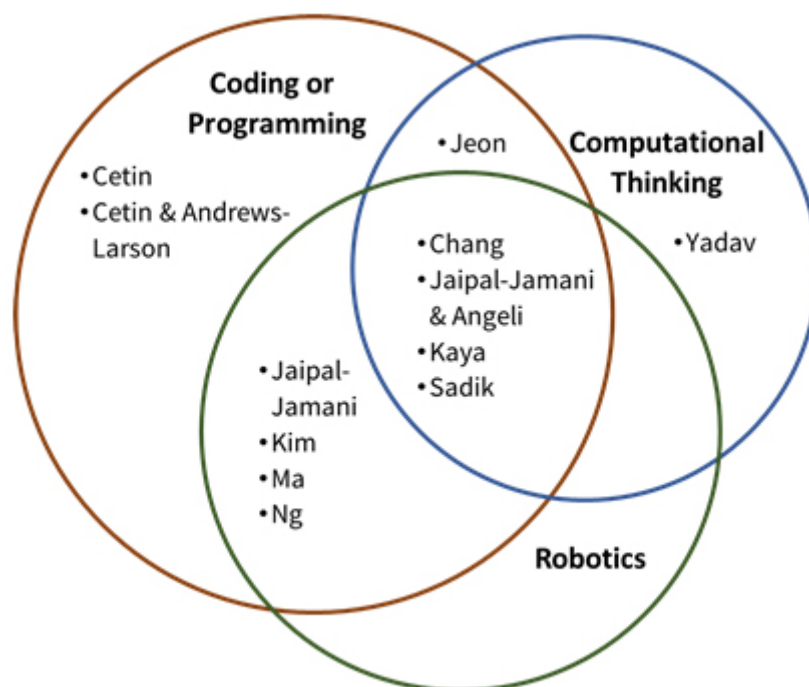 Coding or
Programming
• Cetin
• Cetin & Andrews-
Larson
• Jeon
Computational
Thinking
• Yadav
• Chang
• Jaipal-Jamani
& Angeli
• Kaya
• Sadik
• Jaipal-
Jamani
• Kim
• Ma
• Ng
Robotics